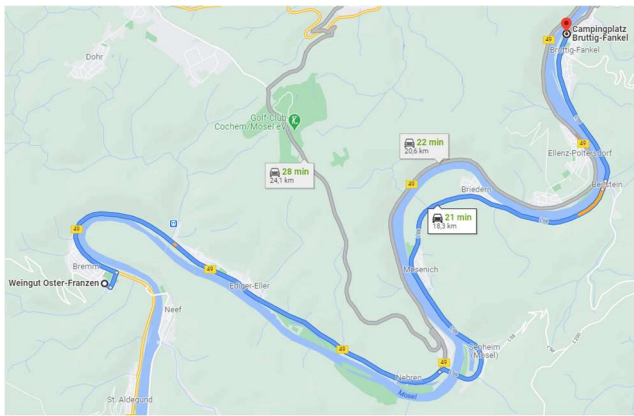 Campingplatz
Bruttig-Fankel
49
Bruttig-Fankel
Dohr
Golf-Club
Cochem/Mosel eV
22 min
20,6 km
Ellenz-Poltersdorf
28 min
24,1 km
49
Briedern
Beilstein
21 min
18,3 km
49
Bremm
49
Mesenich
Weingut Oster-Franzen
Ediger-Eller
Neef
49
Senheim
(Mosel)
49
Nehren
Mosel
St. Aldegund